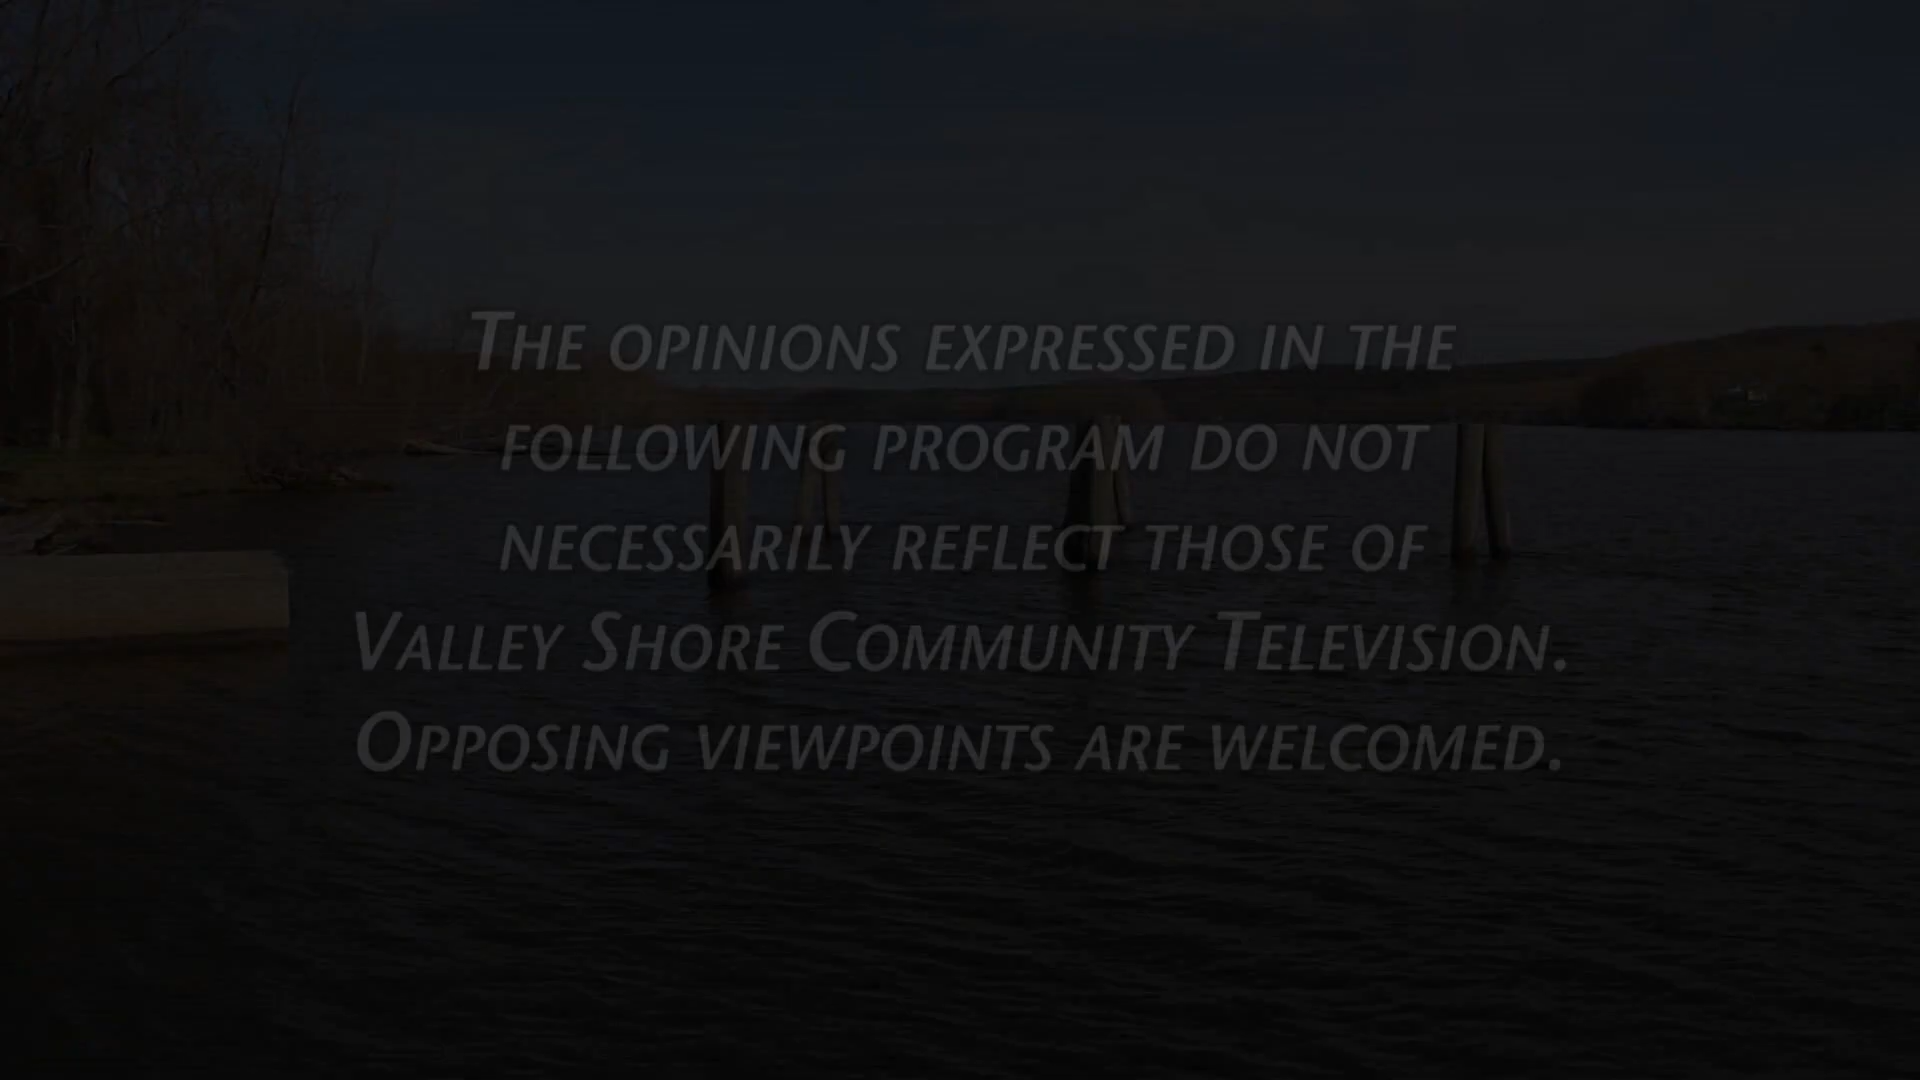 The opinions expressed in the
following program do not
necessarily reflect those of
Valley Shore Community Television.
Opposing viewpoints are welcomed.